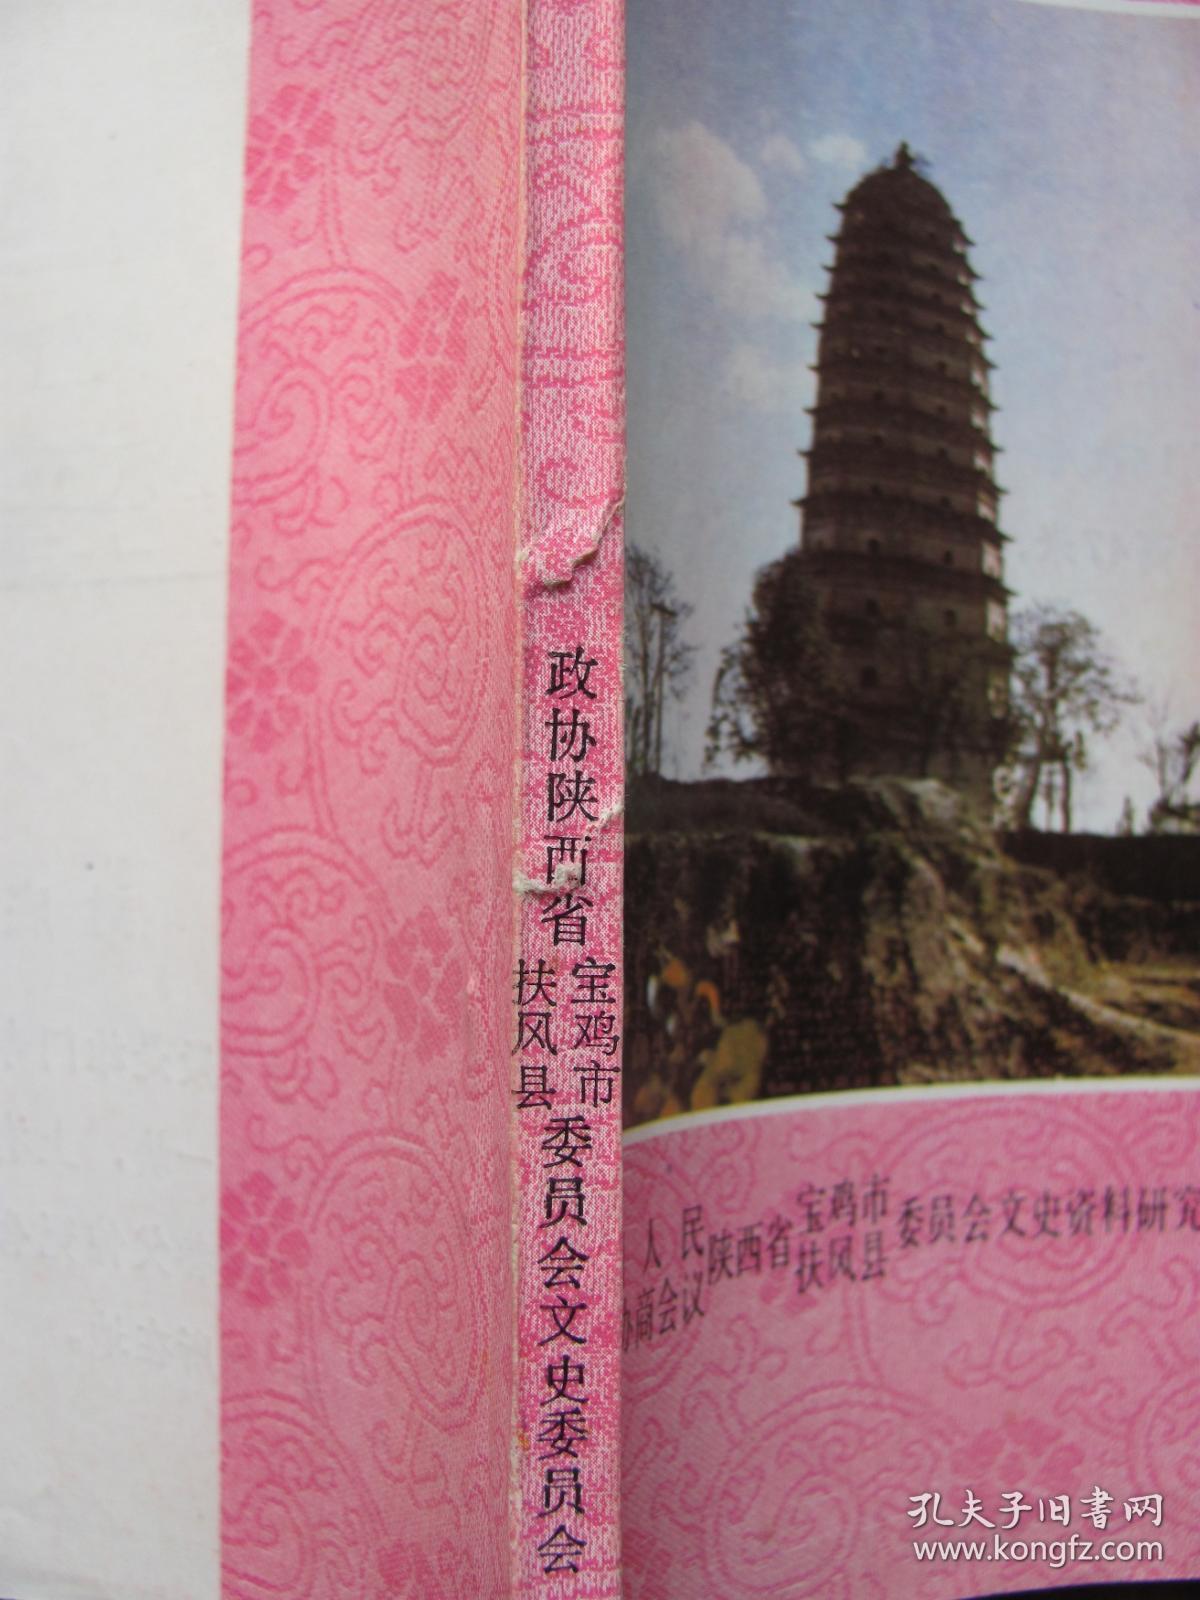 政协陕西省
宝鸡市
扶风县
委员会文史委员会
人民
商会议
陕西省
宝鸡市
扶风县
委员会文史资料研究
孔夫子旧书网
www.kongfz.com